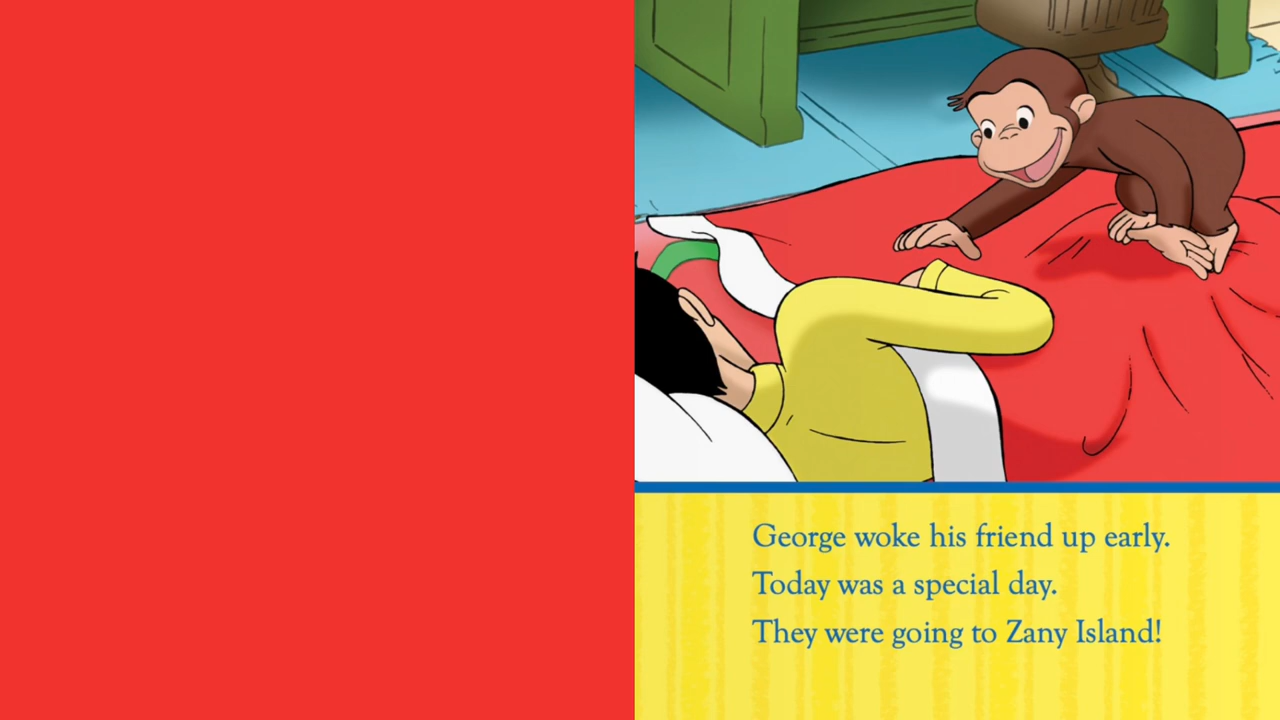 George woke his friend up early.
Today was a special day.
They were going to Zany Island!